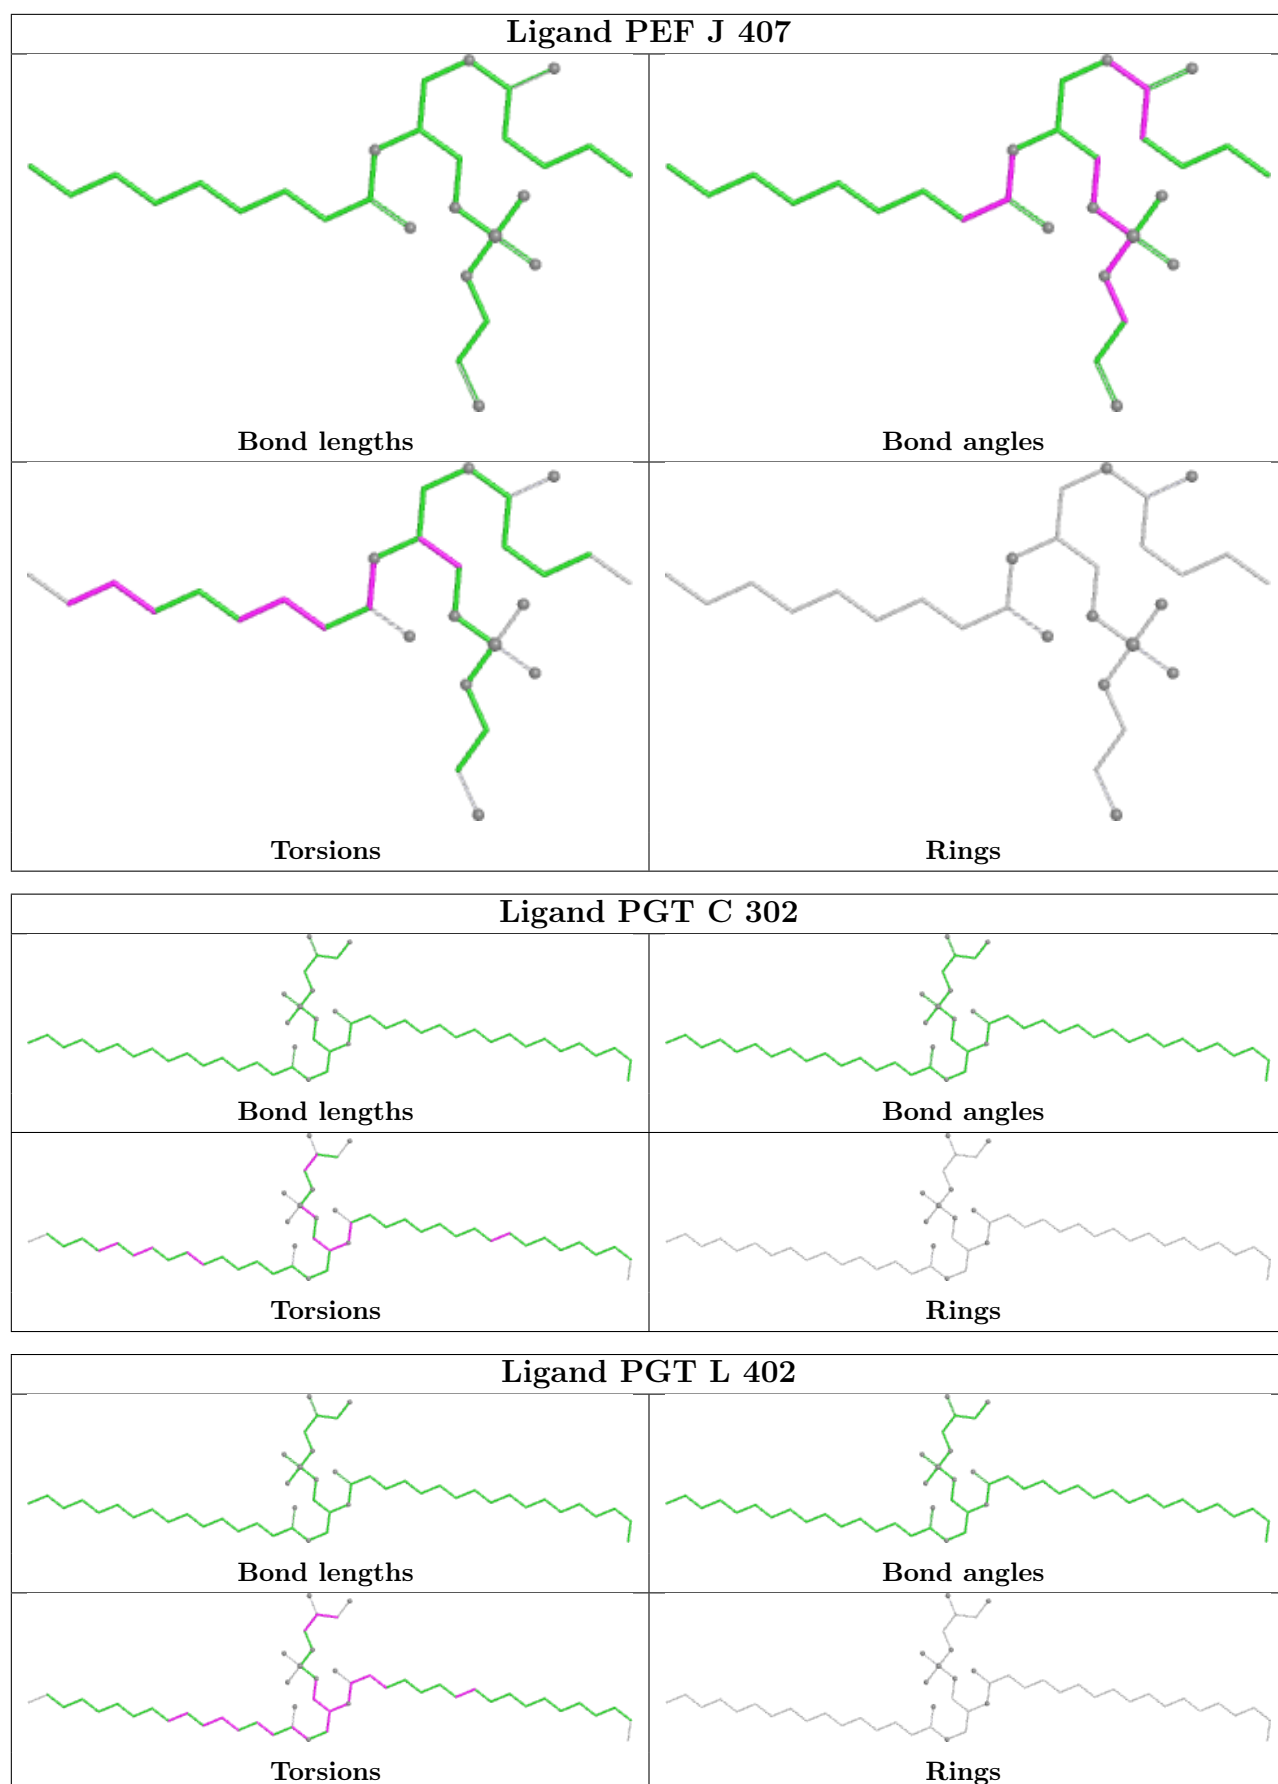 Ligand PEF J 407
Bond lengths
Bond angles
Torsions
Rings
Ligand PGT C 302
Bond lengths
Bond angles
Torsions
Rings
Ligand PGT L 402
Bond lengths
Bond angles
Torsions
Rings